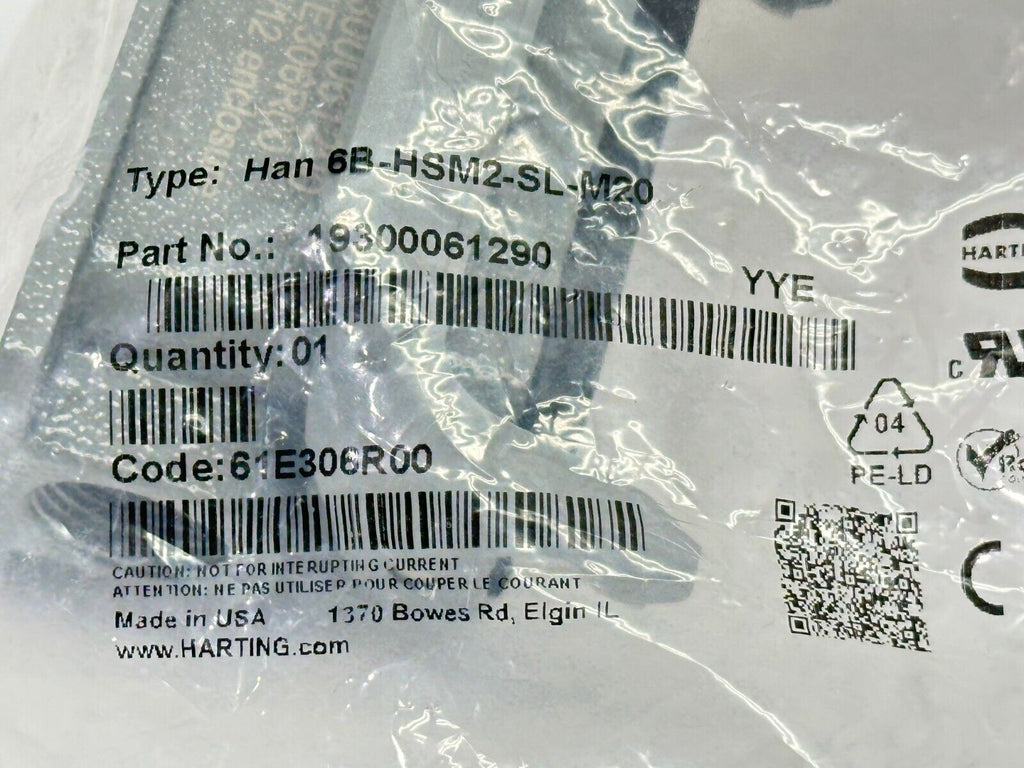 Type: Han 6B-HSM2-SL-M20
Part No.: 19300061290
YYE
HARTI
Quantity: 01
C
04
PE-LD
Code: 61E306R00
CAUTION: NOT FOR INTERUPTING CURRENT
ATTENTION: NE PAS UTILISER POUR COUPER LE COURANT
Made in USA 1370 Bowes Rd, Elgin IL
www.HARTING.com